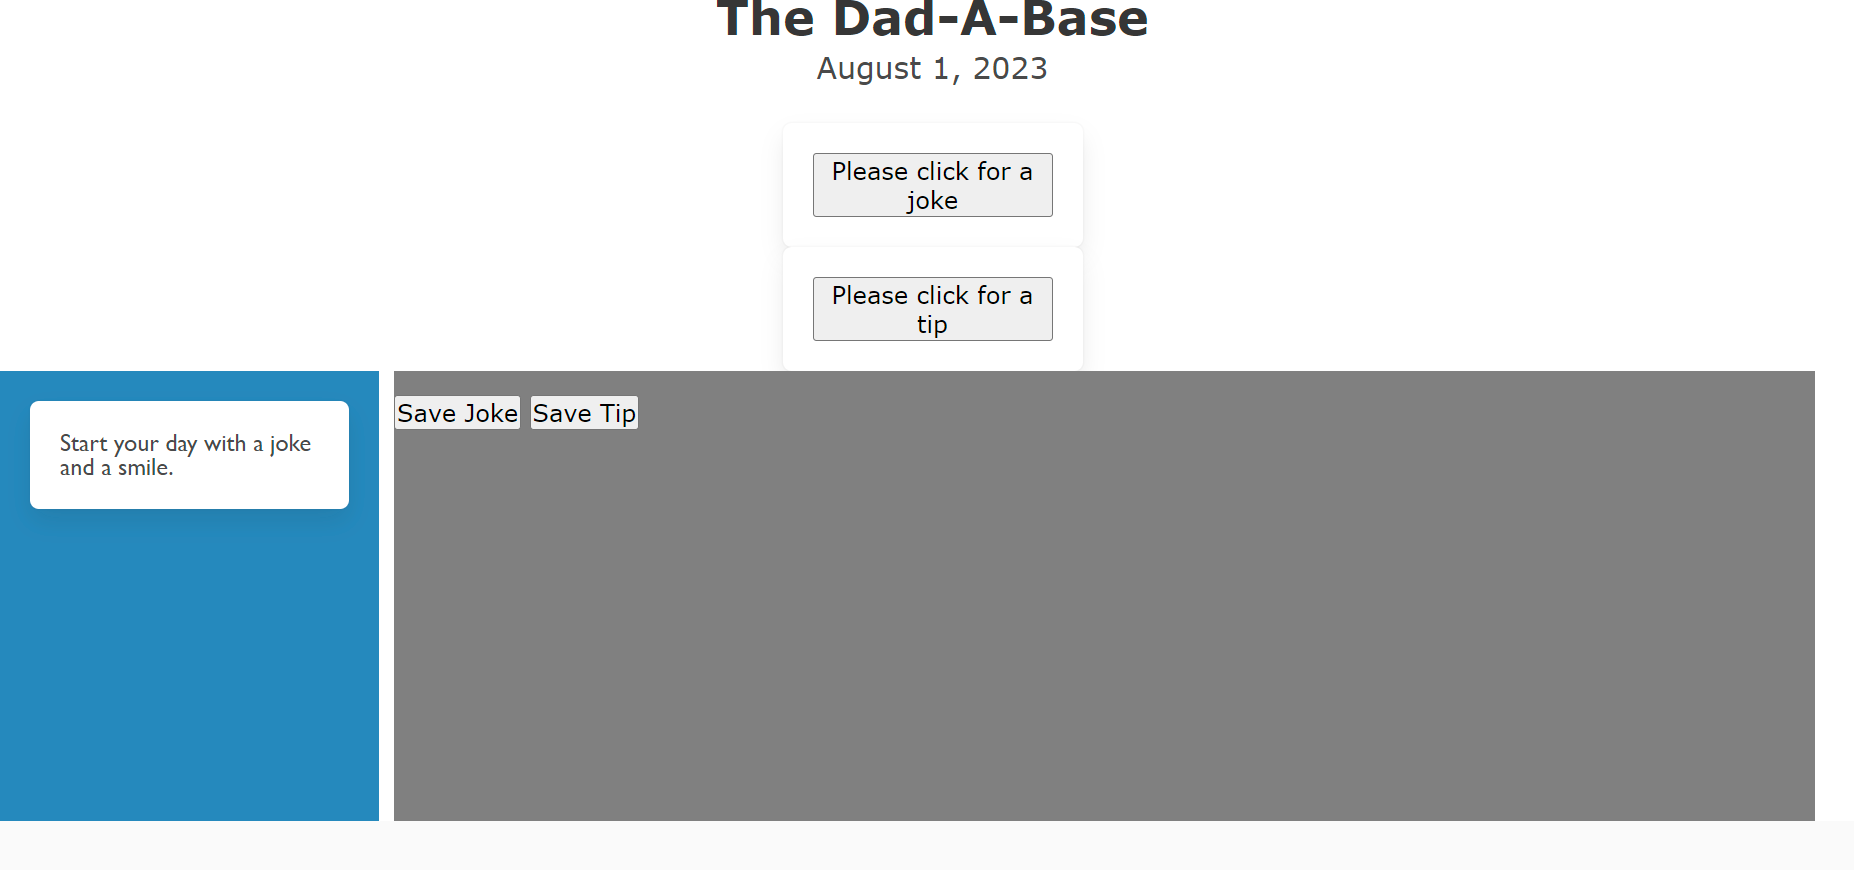 The Dad-A-Base
August 1, 2023
Please click for a
joke
Please click for a
tip
Start your day with a joke
and a smile.
Save Joke Save Tip